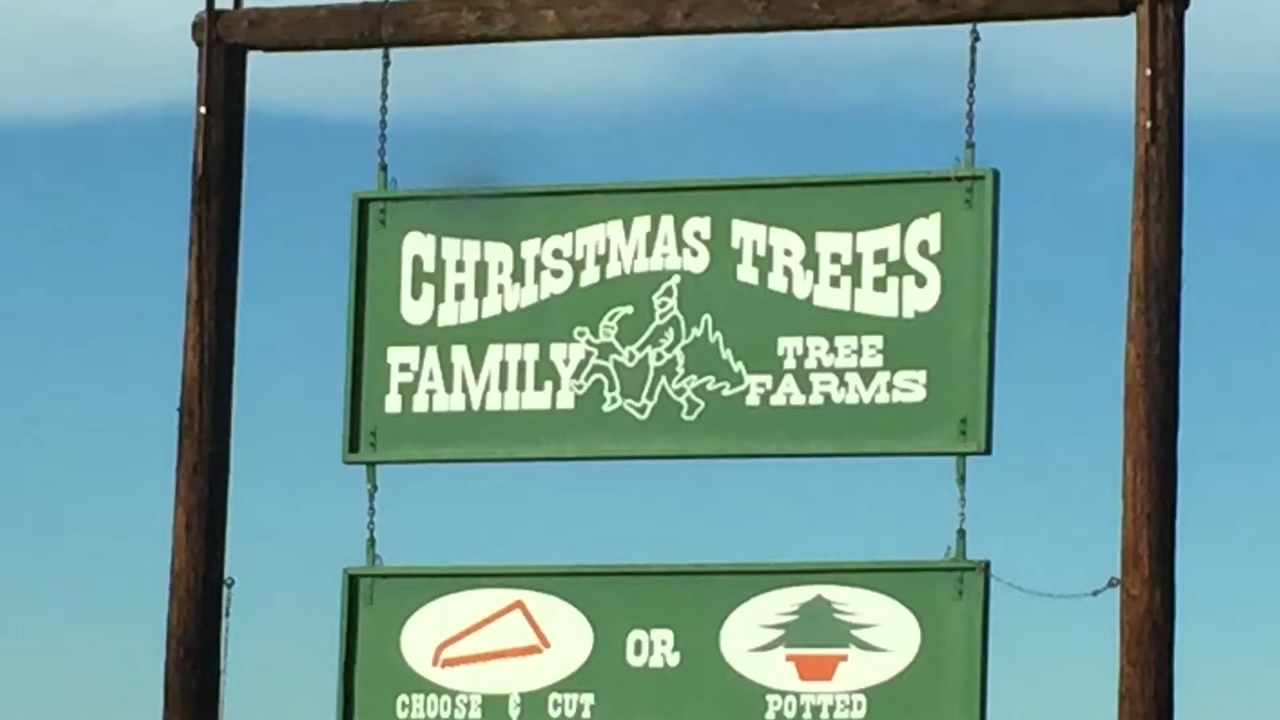 CHRISTMAS TREES
FAMILY TREE FARMS
OR
CHOOSE & CUT POTTED